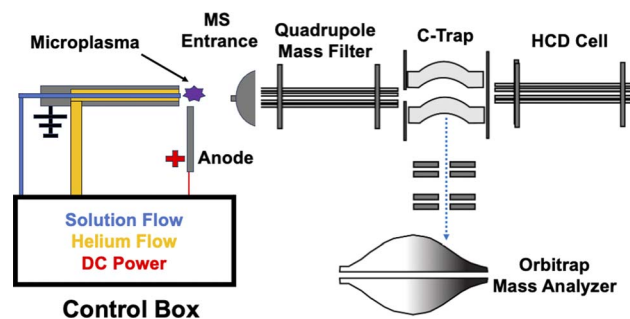 Microplasma
MS
Entrance
Quadrupole
Mass Filter
C-Trap
HCD Cell
Anode
Solution Flow
Helium Flow
DC Power
Control Box
Orbitrap
Mass Analyzer